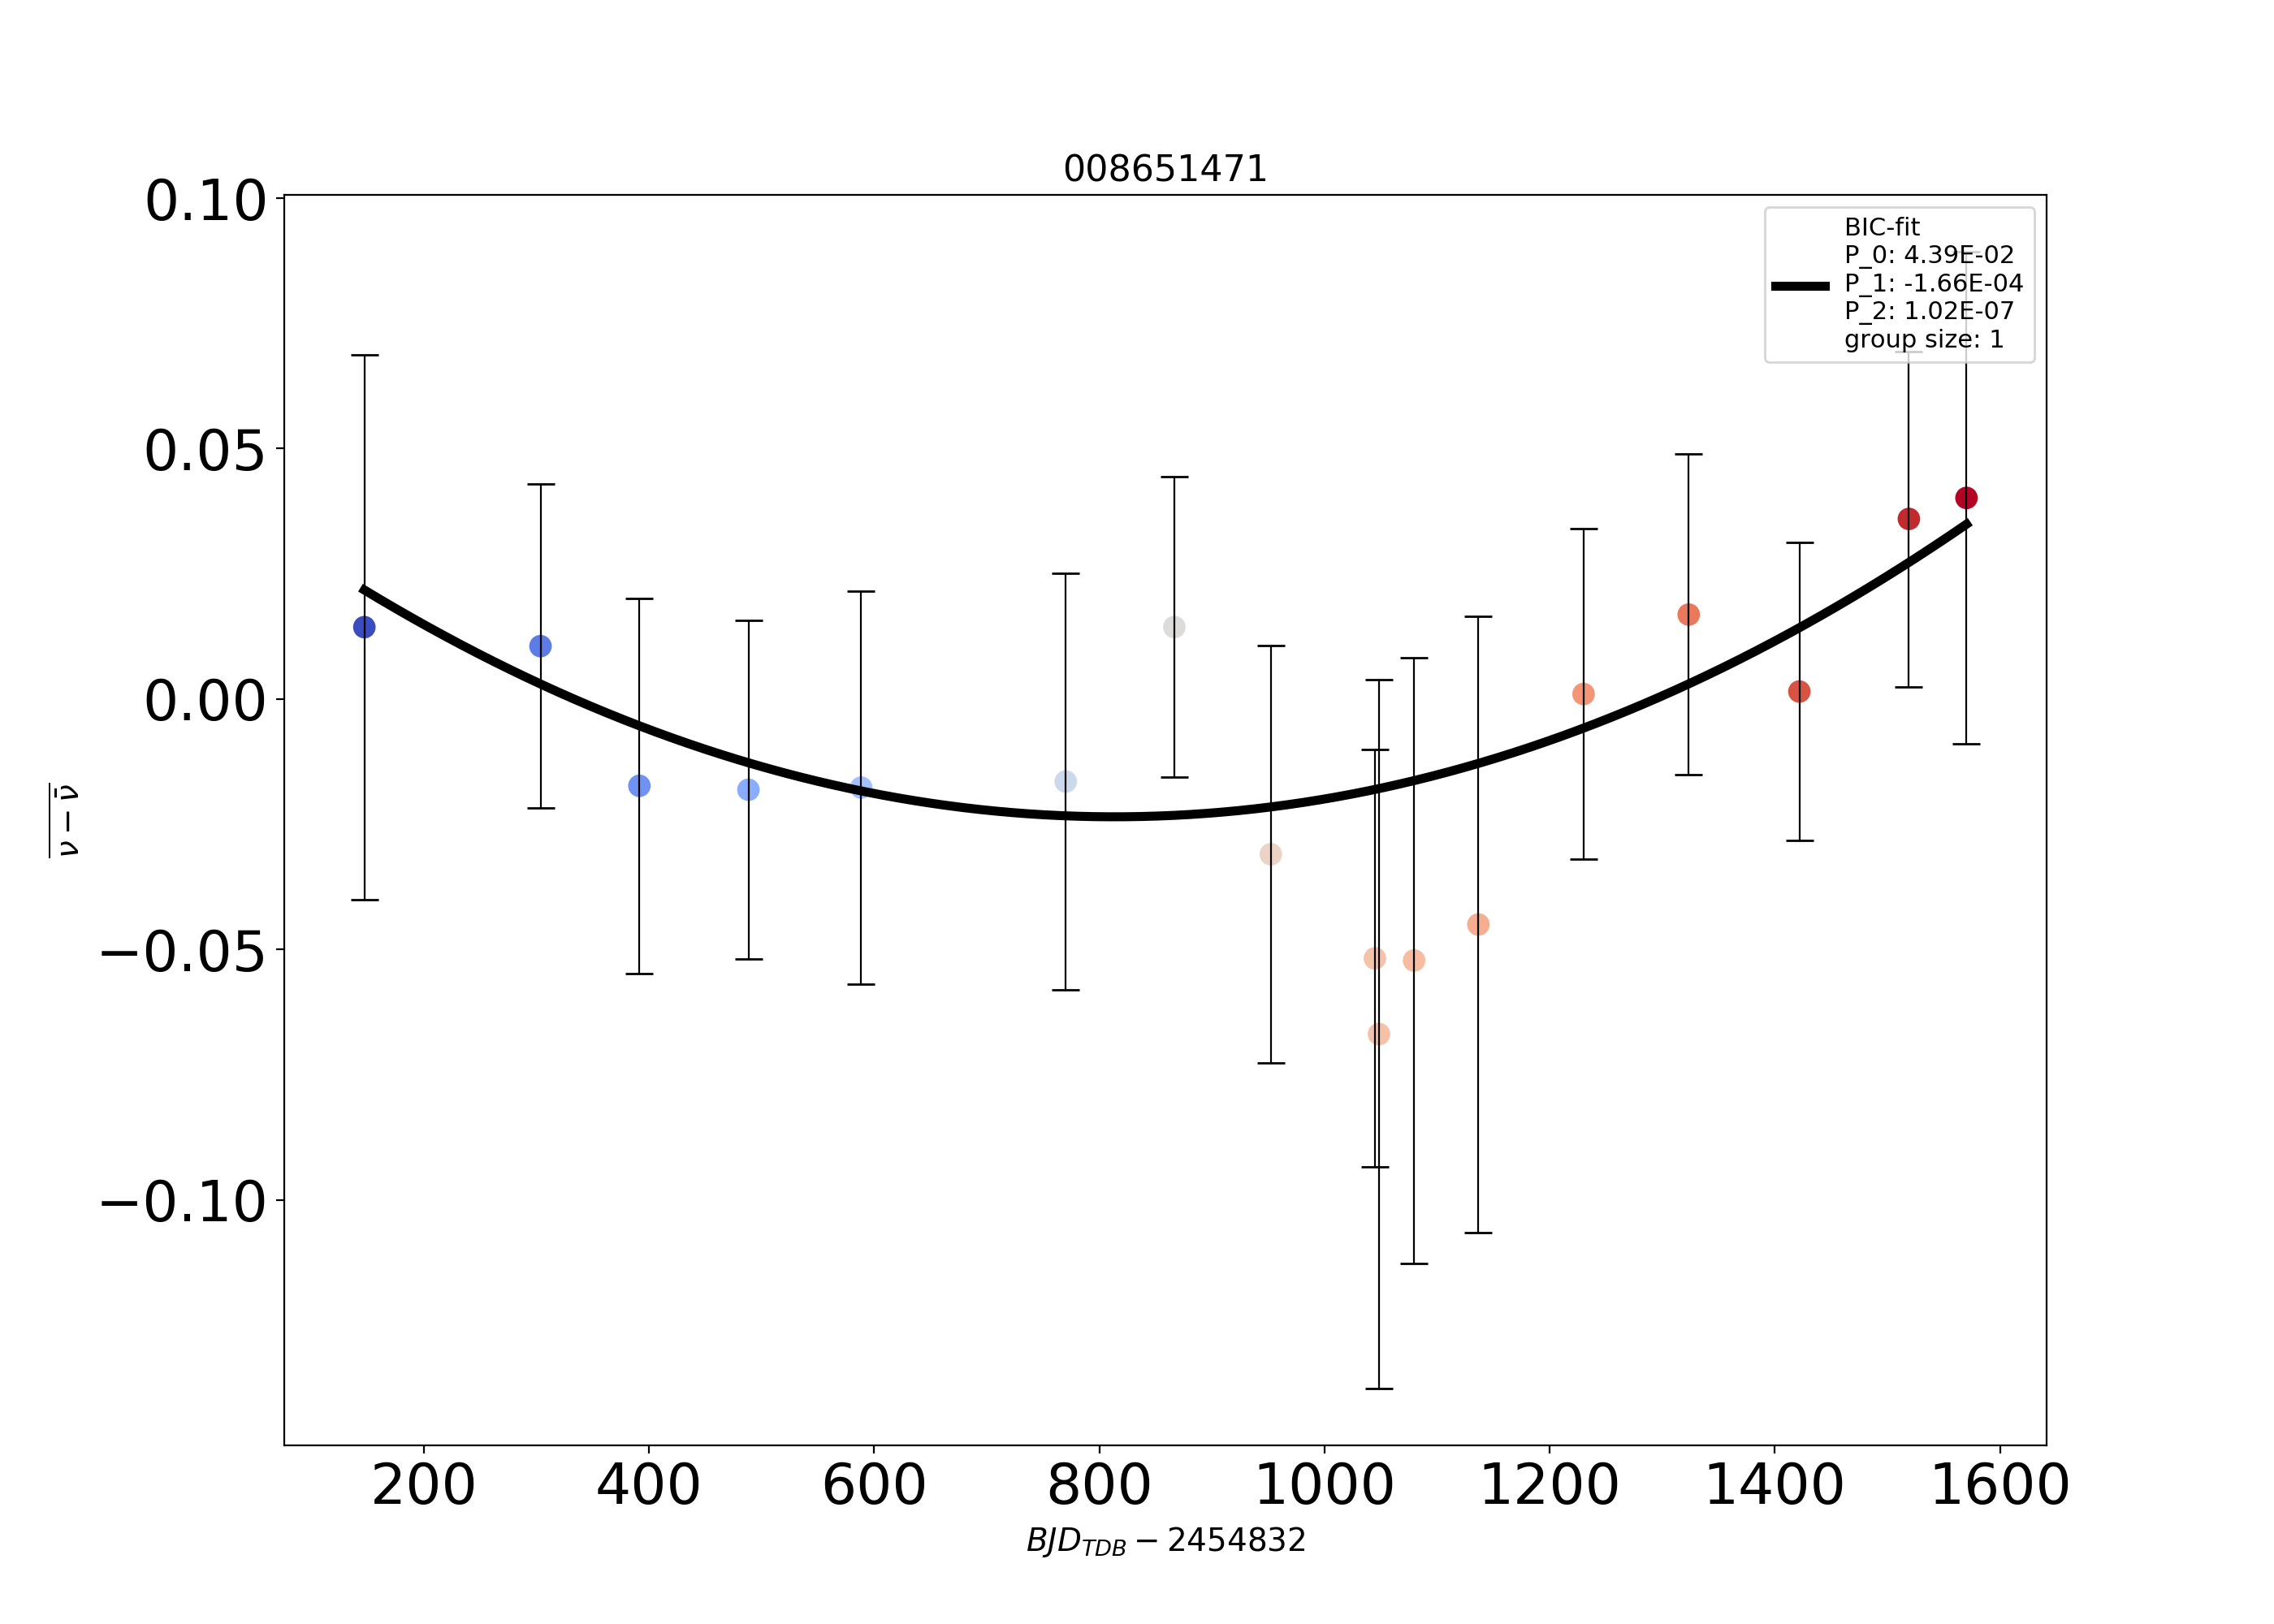 008651471
BIC-fit
P_0: 4.39E-02
P_1: -1.66E-04
P_2: 1.02E-07
group size: 1
0.10
0.05
0.00
−0.05
−0.10
ν − ν̄
200 400 600 800 1000 1200 1400 1600
BJD_TDB − 2454832